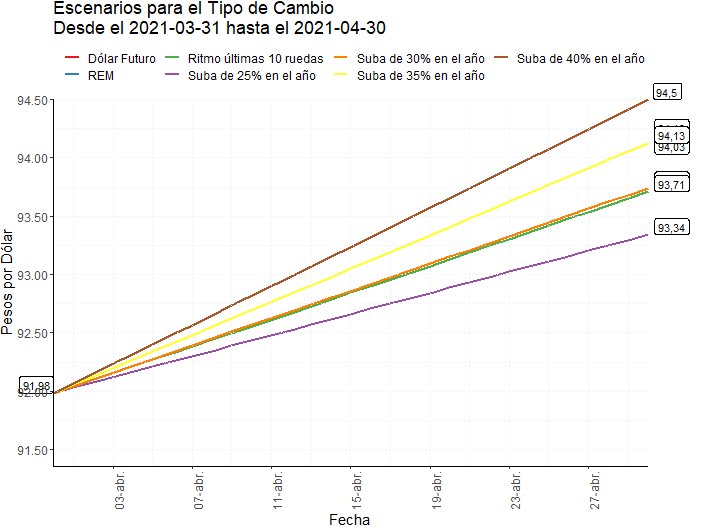 Escenarios para el Tipo de Cambio
Desde el 2021-03-31 hasta el 2021-04-30
Dólar Futuro
Ritmo últimas 10 ruedas
Suba de 30% en el año
Suba de 40% en el año
REM
Suba de 25% en el año
Suba de 35% en el año
94.50
94.00
93.50
93.00
92.50
92.00
91.50
Pesos por Dólar
91,98
94,5
94,13
94,03
93,71
93,34
03-abr.
07-abr.
11-abr.
15-abr.
19-abr.
23-abr.
27-abr.
Fecha